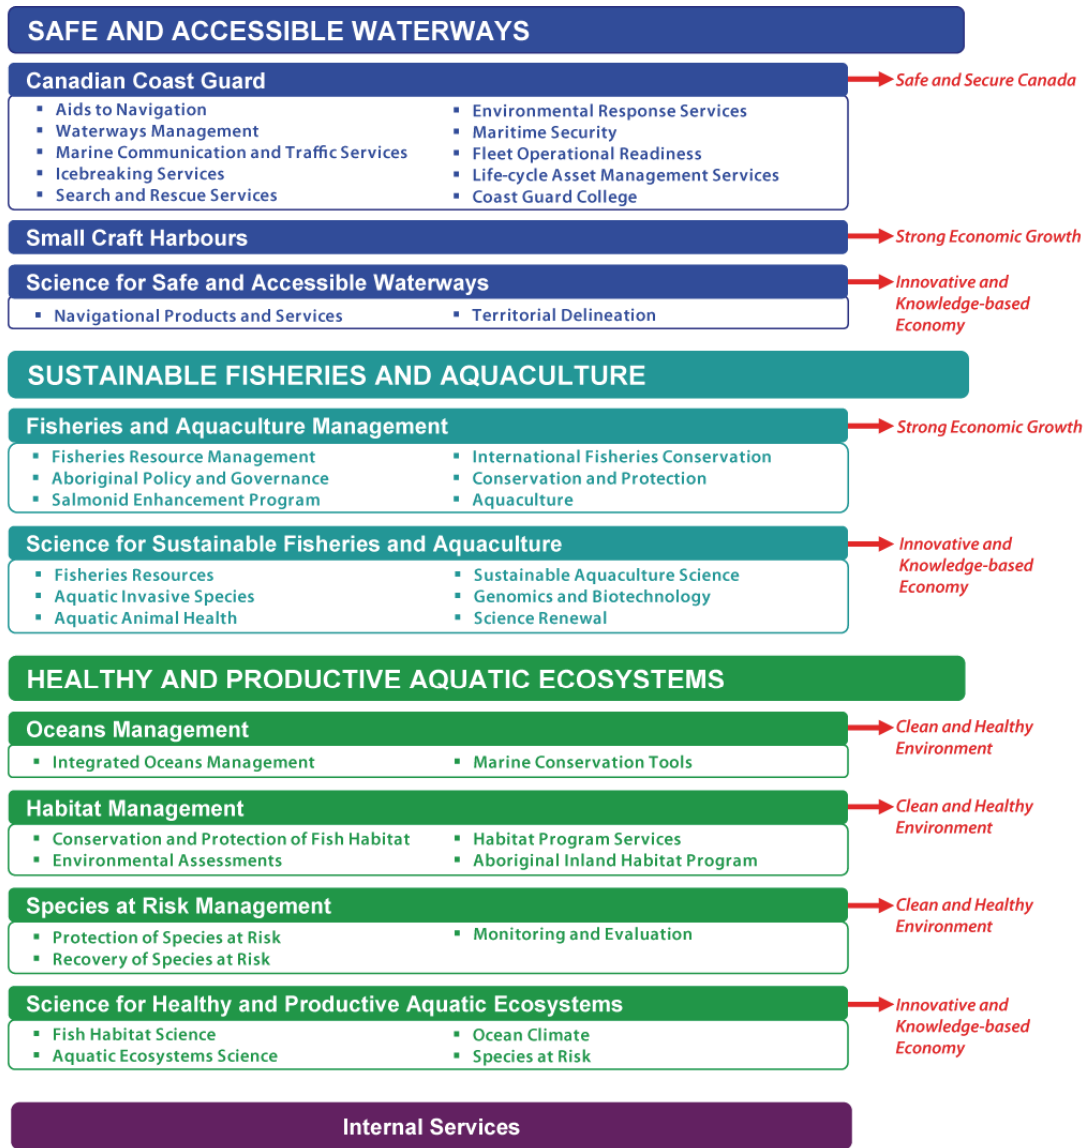 SAFE AND ACCESSIBLE WATERWAYS
Canadian Coast Guard
Safe and Secure Canada
▪ Aids to Navigation
▪ Waterways Management
▪ Marine Communication and Traffic Services
▪ Icebreaking Services
▪ Search and Rescue Services
▪ Environmental Response Services
▪ Maritime Security
▪ Fleet Operational Readiness
▪ Life-cycle Asset Management Services
▪ Coast Guard College
Small Craft Harbours
Strong Economic Growth
Science for Safe and Accessible Waterways
Innovative and
Knowledge-based
Economy
▪ Navigational Products and Services
▪ Territorial Delineation
SUSTAINABLE FISHERIES AND AQUACULTURE
Fisheries and Aquaculture Management
Strong Economic Growth
▪ Fisheries Resource Management
▪ Aboriginal Policy and Governance
▪ Salmonid Enhancement Program
▪ International Fisheries Conservation
▪ Conservation and Protection
▪ Aquaculture
Science for Sustainable Fisheries and Aquaculture
Innovative and
Knowledge-based
Economy
▪ Fisheries Resources
▪ Aquatic Invasive Species
▪ Aquatic Animal Health
▪ Sustainable Aquaculture Science
▪ Genomics and Biotechnology
▪ Science Renewal
HEALTHY AND PRODUCTIVE AQUATIC ECOSYSTEMS
Oceans Management
Clean and Healthy
Environment
▪ Integrated Oceans Management
▪ Marine Conservation Tools
Habitat Management
Clean and Healthy
Environment
▪ Conservation and Protection of Fish Habitat
▪ Environmental Assessments
▪ Habitat Program Services
▪ Aboriginal Inland Habitat Program
Species at Risk Management
Clean and Healthy
Environment
▪ Protection of Species at Risk
▪ Recovery of Species at Risk
▪ Monitoring and Evaluation
Science for Healthy and Productive Aquatic Ecosystems
Innovative and
Knowledge-based
Economy
▪ Fish Habitat Science
▪ Aquatic Ecosystems Science
▪ Ocean Climate
▪ Species at Risk
Internal Services